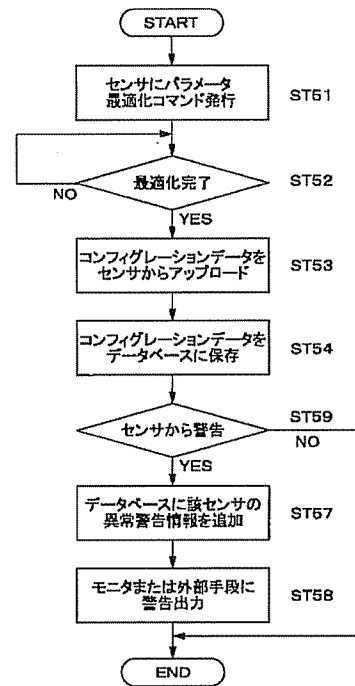 START
センサにパラメータ
最適化コマンド発行
ST51
最適化完了
ST52
NO
YES
コンフィグレーションデータを
センサからアップロード
ST53
コンフィグレーションデータを
データベースに保存
ST54
センサから警告
ST59
NO
YES
データベースに該センサの
異常警告情報を追加
ST57
モニタまたは外部手段に
警告出力
ST58
END